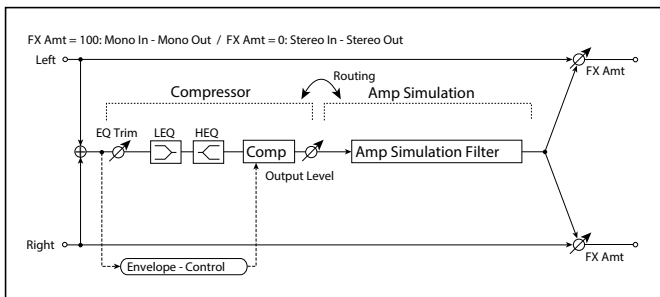 FX Amt = 100: Mono In - Mono Out / FX Amt = 0: Stereo In - Stereo Out
Left
Routing
FX Amt
Compressor
Amp Simulation
EQ Trim
LEQ
HEQ
Comp
Amp Simulation Filter
Output Level
Right
FX Amt
Envelope - Control